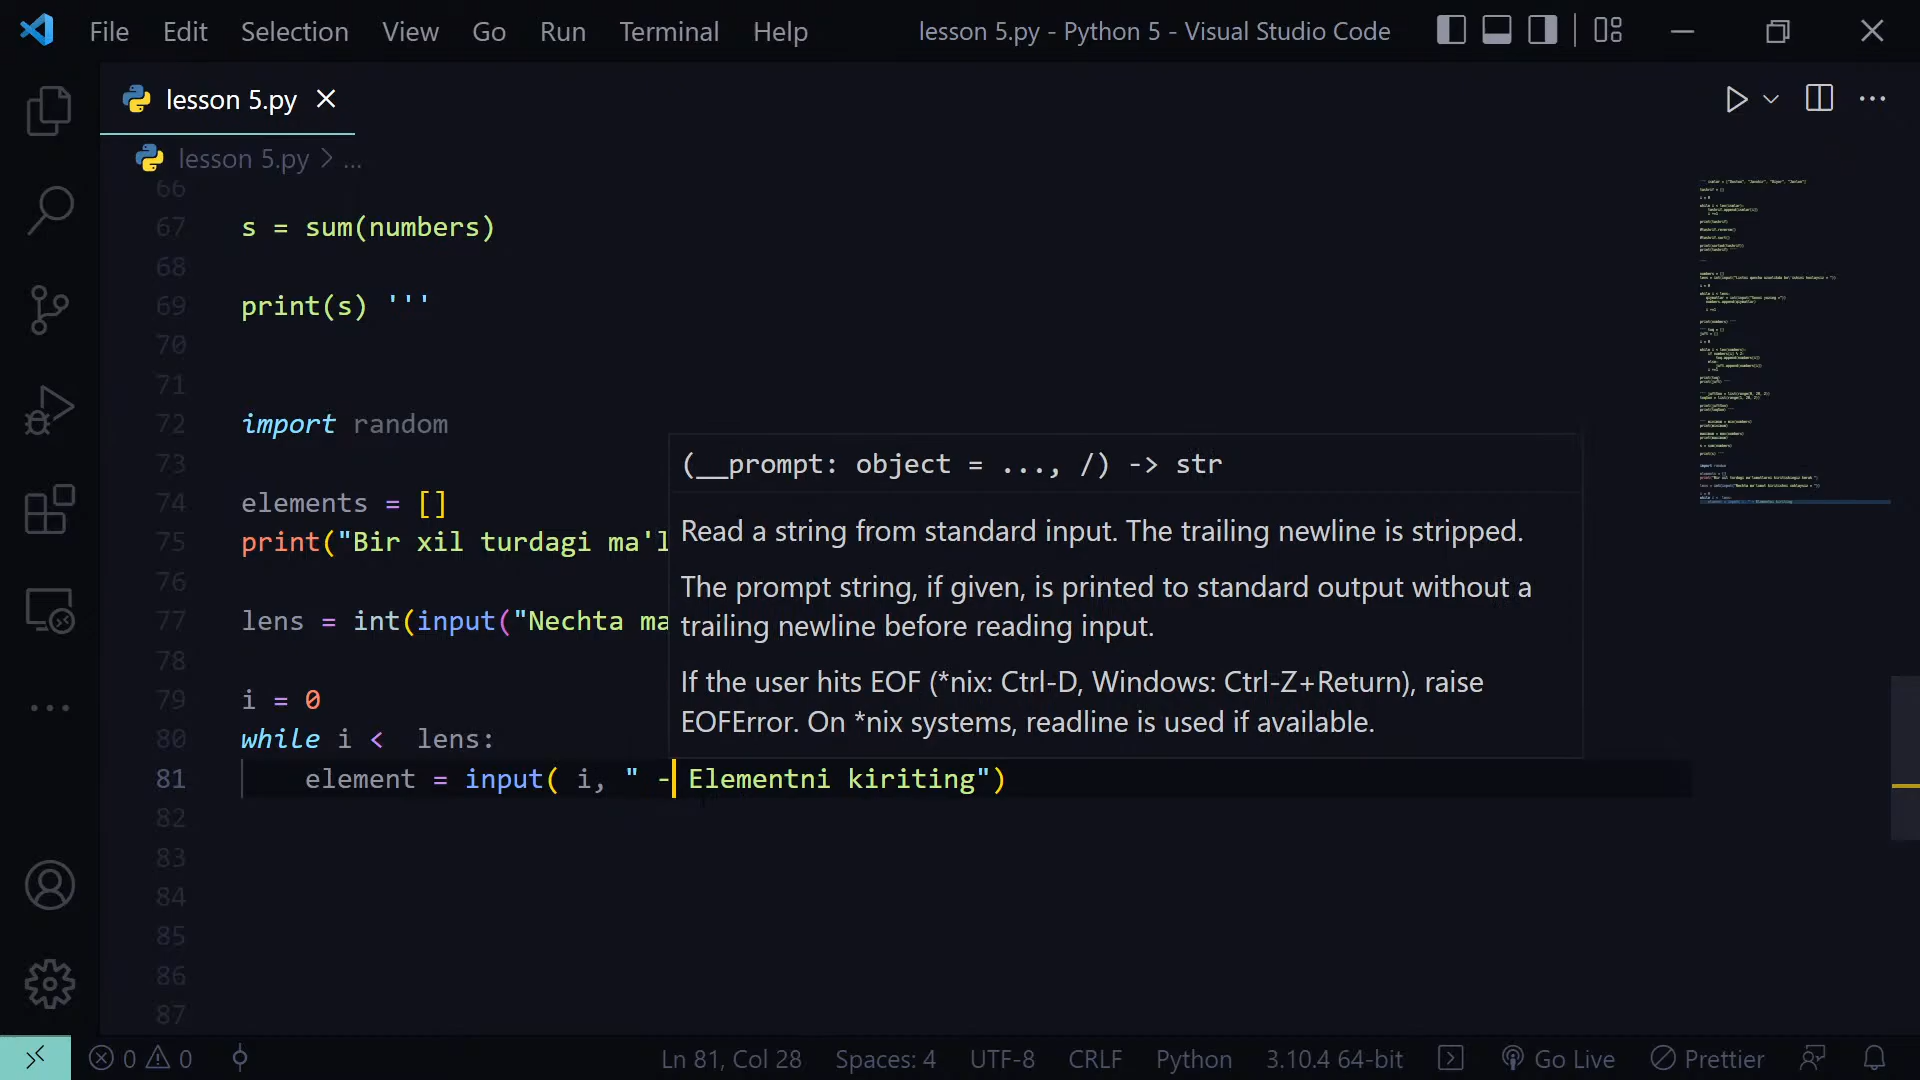 File Edit Selection View Go Run Terminal Help lesson 5.py - Python 5 - Visual Studio Code
lesson 5.py
lesson 5.py > ...
66
67 s = sum(numbers)
68
69 print(s) '''
70
71
72 import random
73
74 elements = []
75 print("Bir xil turdagi ma'l
76
77 lens = int(input("Nechta ma
78
79 i = 0
80 while i <  lens:
81 element = input( i, " - Elementni kiriting")
82
83
84
85
86
87
(__prompt: object = ..., /) -> str
Read a string from standard input. The trailing newline is stripped.
The prompt string, if given, is printed to standard output without a
trailing newline before reading input.
If the user hits EOF (*nix: Ctrl-D, Windows: Ctrl-Z+Return), raise
EOFError. On *nix systems, readline is used if available.
0 0 Ln 81, Col 28 Spaces: 4 UTF-8 CRLF Python 3.10.4 64-bit Go Live Prettier